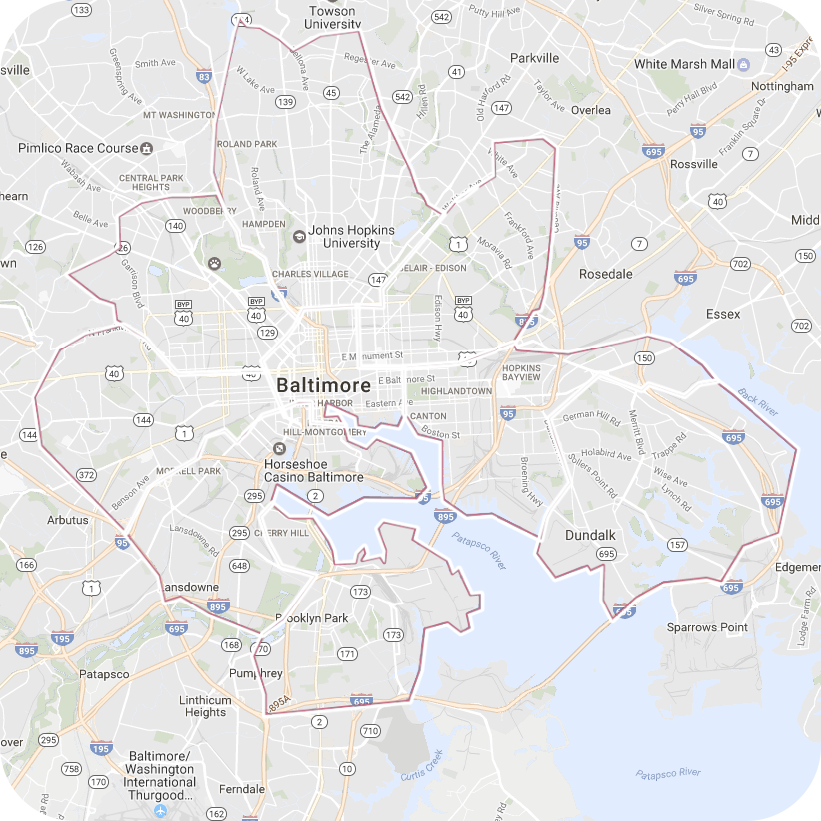 133
Towson
University
542
Putty Hill Ave
Silver Spring Rd
43
I-95 Expre
Parkville
White Marsh Mall
Nottingham
sville
Smith Ave
Greenspring Ave
83
Bellona Ave
Regester Ave
41
W Lake Ave
139
45
542
Hillen Rd
Old Harford Rd
147
Taylor Ave
Overlea
Perry Hall Blvd
95
Franklin Square Dr
MT WASHINGTON
The Alameda
Pimlico Race Course
ROLAND PARK
695
7
Rossville
Wabash Ave
CENTRAL PARK
HEIGHTS
Roland Ave
hearn
40
Belle Ave
WOODBERRY
140
HAMPDEN
Johns Hopkins
University
Frankford Ave
Moravia Rd
1
95
7
Midd
126
26
150
wn
Garrison Blvd
CHARLES VILLAGE
147
BELAIR - EDISON
Rosedale
702
695
BYP
40
BYP
40
BYP
40
Edison Hwy
895
Essex
702
129
N Franklin
E Monument St
150
40
40
Baltimore
E Baltimore St
HOPKINS
BAYVIEW
HIGHLANDTOWN
Back River
Eastern Ave
HARBOR
CANTON
95
German Hill Rd
Merritt Blvd
144
144
1
HILL-MONTGOMERY
Boston St
695
Horseshoe
Casino Baltimore
Holabird Ave
Trappe Rd
Sollers Point Rd
Wise Ave
372
MORRELL PARK
Benson Ave
Broening Hwy
Lynch Rd
295
2
95
895
695
Arbutus
Lansdowne Rd
295
CHERRY HILL
Patapsco River
Dundalk
157
695
95
166
648
Edgemer
1
Lansdowne
173
695
695
895
Brooklyn Park
Lodge Farm Rd
195
695
168
170
173
Sparrows Point
895
171
Patapsco
Pumphrey
Linthicum
Heights
895A
695
2
710
over
295
195
Baltimore/
Washington
International
Thurgood...
10
Curtis Creek
758
170
Patapsco River
Ferndale
162